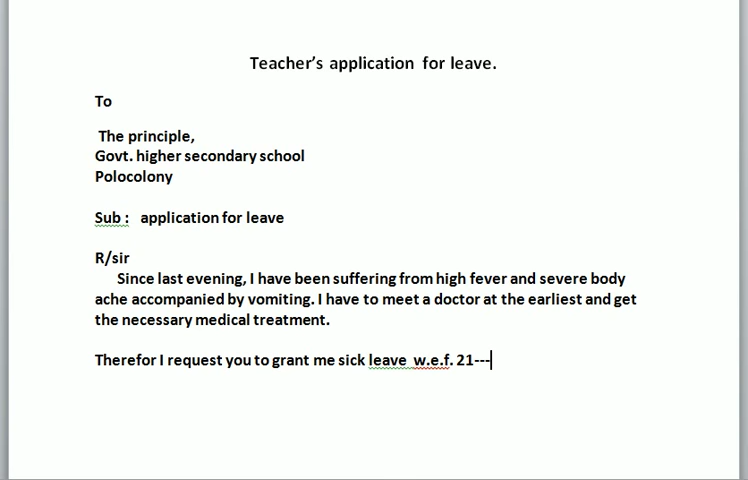 Teacher’s application for leave.
To
The principle,
Govt. higher secondary school
Polocolony
Sub : application for leave
R/sir
Since last evening, I have been suffering from high fever and severe body
ache accompanied by vomiting. I have to meet a doctor at the earliest and get
the necessary medical treatment.
Therefor I request you to grant me sick leave w.e.f. 21---